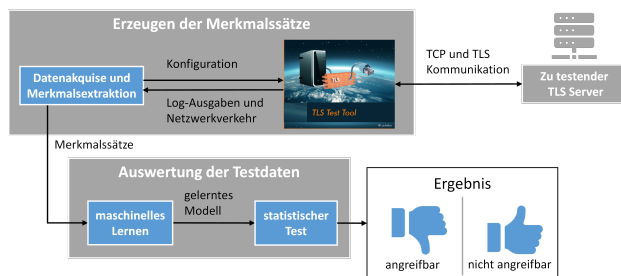 Erzeugen der Merkmalssätze
Datenakquise und
Merkmalsextraktion
Konfiguration
Log-Ausgaben und
Netzwerkverkehr
TLS
TLS Test Tool
TCP und TLS
Kommunikation
Zu testender
TLS Server
Merkmalssätze
Auswertung der Testdaten
maschinelles
Lernen
gelerntes
Modell
statistischer
Test
Ergebnis
angreifbar
nicht angreifbar